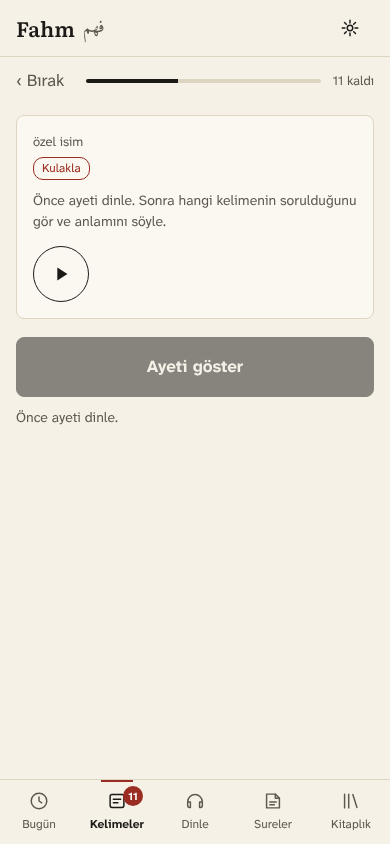 Fahm فهم
‹ Bırak
11 kaldı
özel isim
Kulakla
Önce ayeti dinle. Sonra hangi kelimenin sorulduğunu
gör ve anlamını söyle.
Ayeti göster
Önce ayeti dinle.
11
Bugün Kelimeler Dinle Sureler Kitaplık